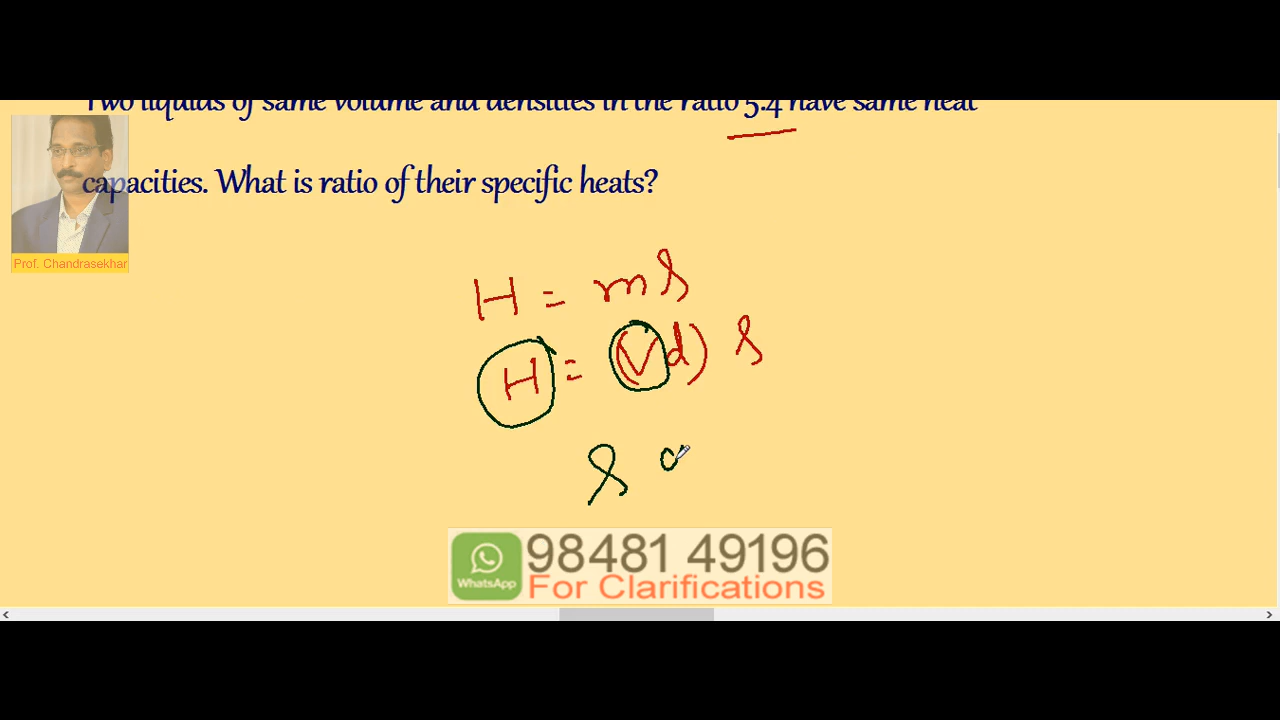 Two liquids of same volume and densities in the ratio 5:4 have same heat
capacities. What is ratio of their specific heats?
Prof. Chandrasekhar
H = mS
H = (Vd) S
S
WhatsApp
98481 49196
For Clarifications